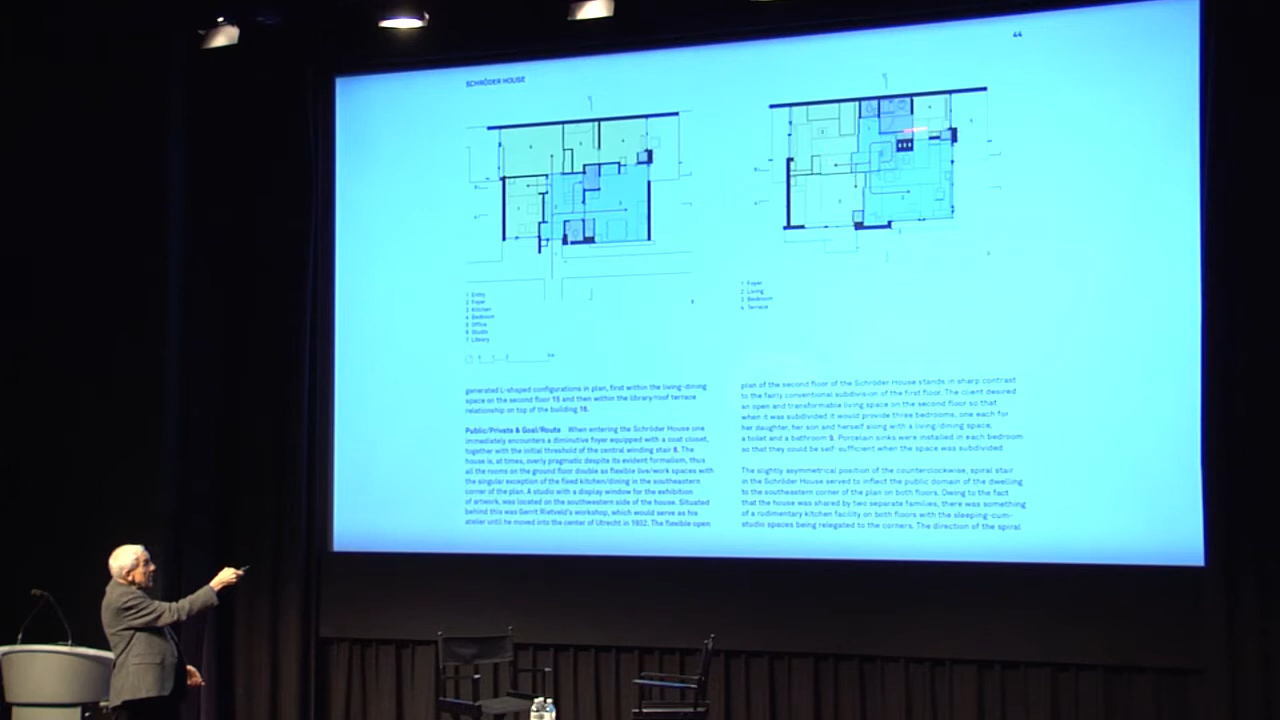 SCHRÖDER HOUSE
44
1 Entry
2 Foyer
3 Kitchen
4 Bedroom
5 Office
6 Studio
7 Library
1 Foyer
2 Living
3 Bedroom
4 Terrace
generated L-shaped configurations in plan, first within the living-dining
space on the second floor 15 and then within the library/roof terrace
relationship on top of the building 16.
Public/Private & Goal/Route When entering the Schröder House one
immediately encounters a diminutive foyer equipped with a coat closet,
together with the initial threshold of the central winding stair 8. The
house is, at times, overly pragmatic despite its evident formalism, thus
all the rooms on the ground floor double as flexible live/work spaces with
the singular exception of the fixed kitchen/dining in the southeastern
corner of the plan. A studio with a display window for the exhibition
of artwork, was located on the southwestern side of the house. Situated
behind this was Gerrit Rietveld's workshop, which would serve as his
atelier until he moved into the center of Utrecht in 1932. The flexible open
plan of the second floor of the Schröder House stands in sharp contrast
to the fairly conventional subdivision of the first floor. The client desired
an open and transformable living space on the second floor so that
when it was subdivided it would provide three bedrooms, one each for
her daughter, her son and herself along with a living/dining space,
a toilet and a bathroom 9. Porcelain sinks were installed in each bedroom
so that they could be self-sufficient when the space was subdivided
The slightly asymmetrical position of the counterclockwise, spiral stair
in the Schröder House served to inflect the public domain of the dwelling
to the southeastern corner of the plan on both floors. Owing to the fact
that the house was shared by two separate families, there was something
of a rudimentary kitchen facility on both floors with the sleeping-cum-
studio spaces being relegated to the corners. The direction of the spiral